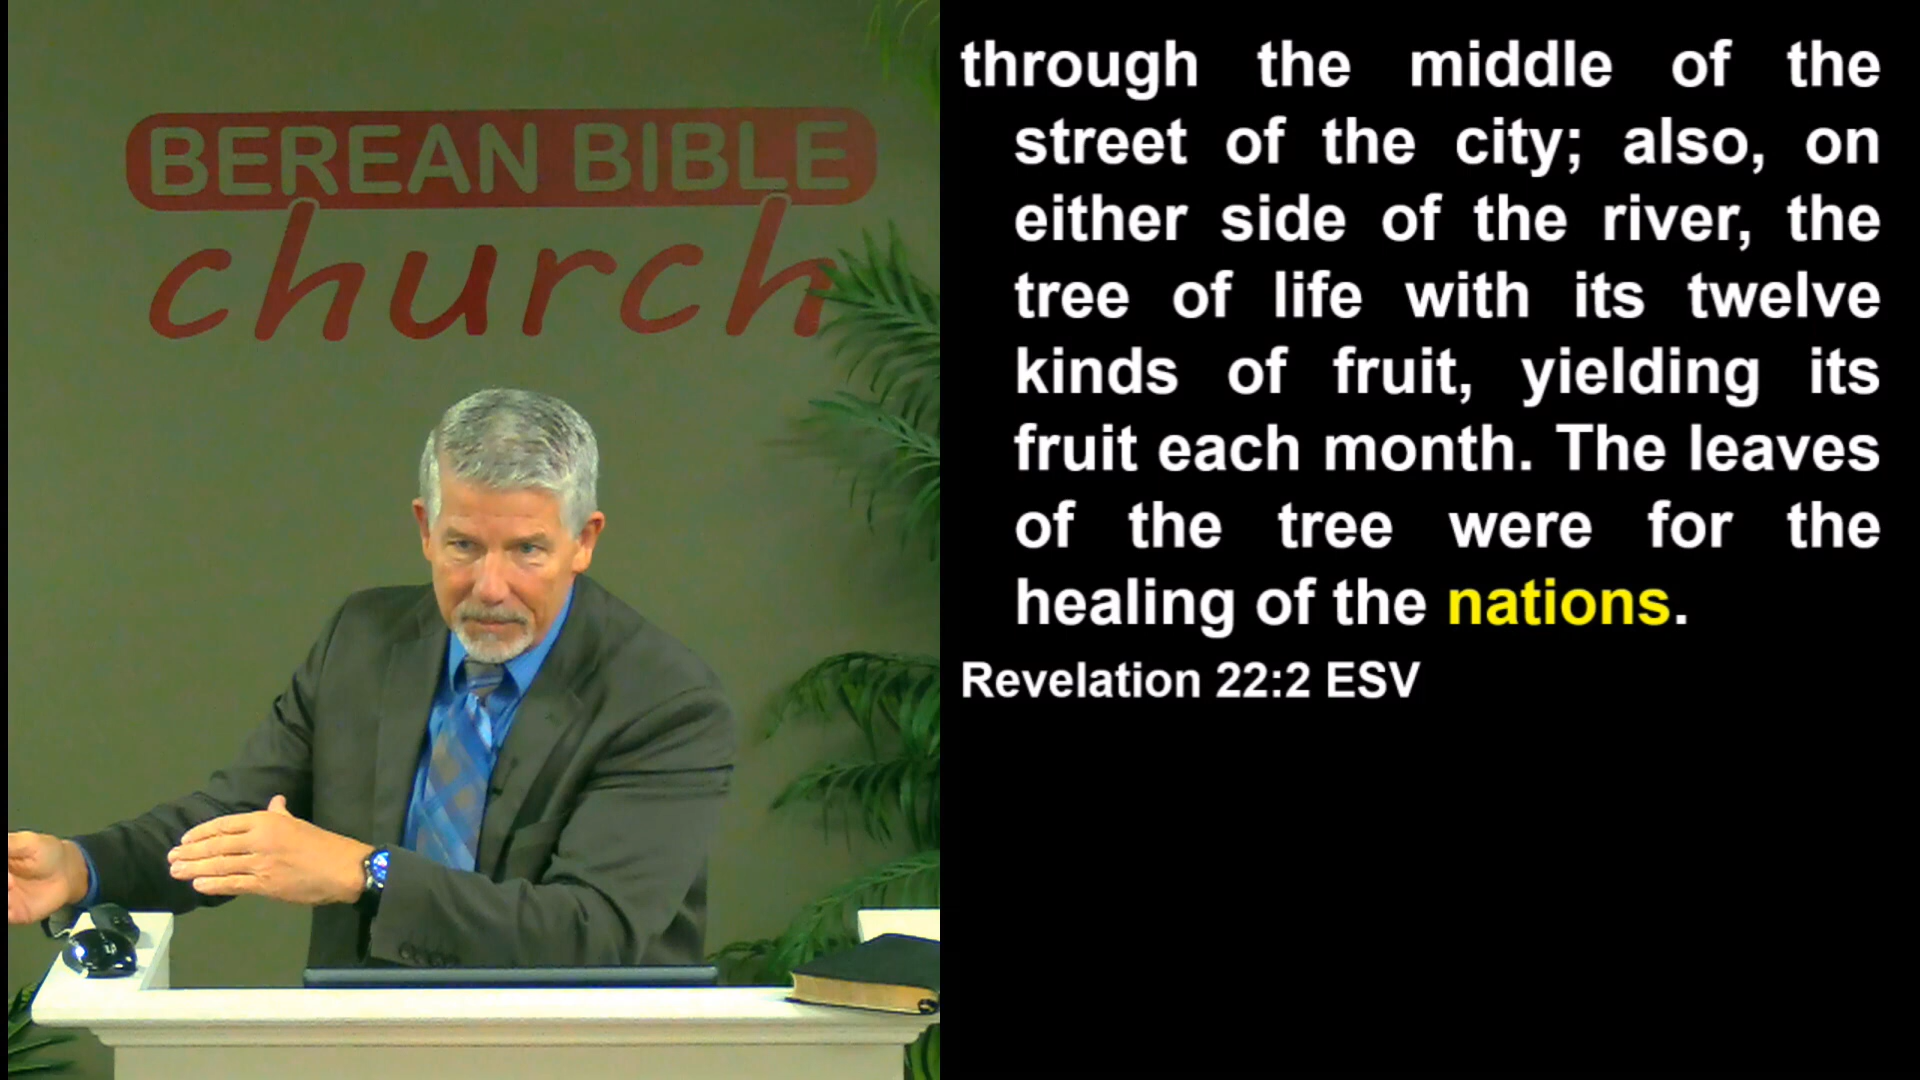 BEREAN BIBLE
church
through the middle of the
street of the city; also, on
either side of the river, the
tree of life with its twelve
kinds of fruit, yielding its
fruit each month. The leaves
of the tree were for the
healing of the nations.
Revelation 22:2 ESV